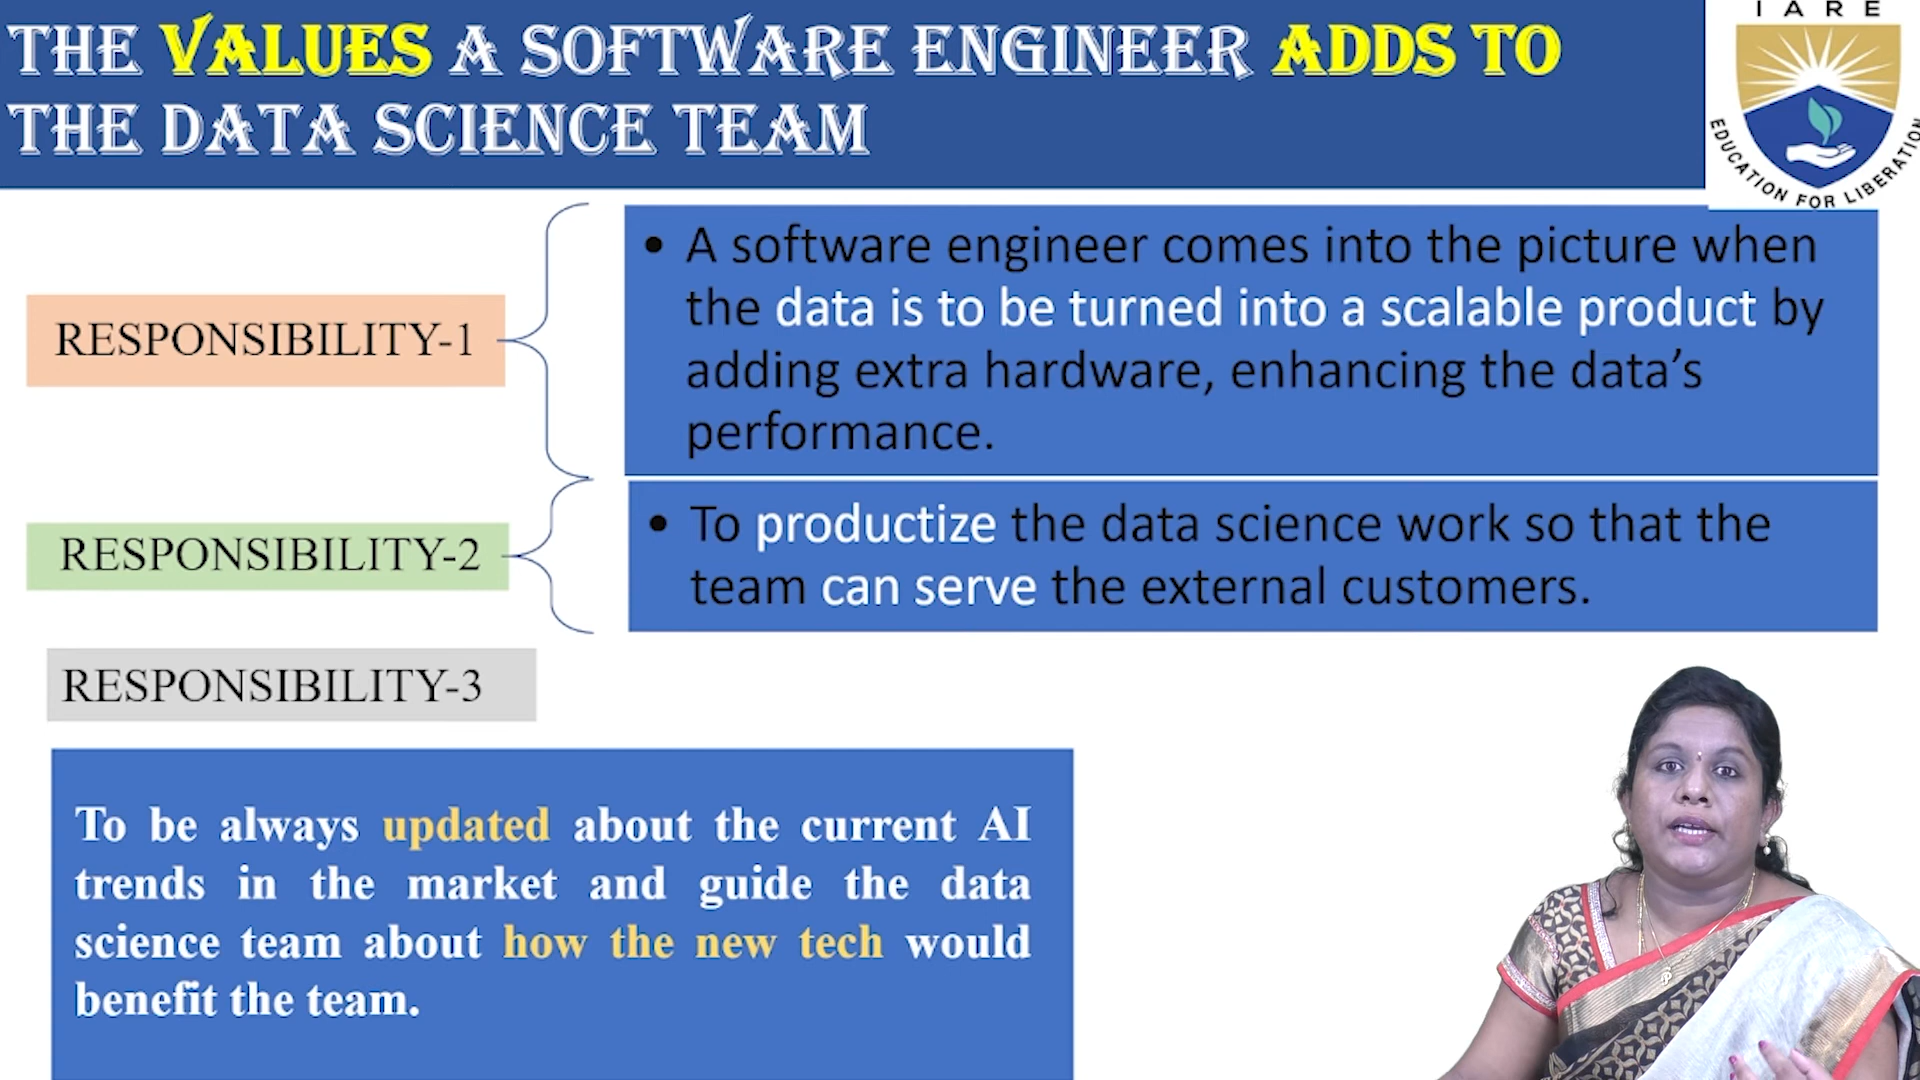 THE VALUES A SOFTWARE ENGINEER ADDS TO
THE DATA SCIENCE TEAM
IARE
EDUCATION FOR LIBERATION
RESPONSIBILITY-1
• A software engineer comes into the picture when
the data is to be turned into a scalable product by
adding extra hardware, enhancing the data’s
performance.
RESPONSIBILITY-2
• To productize the data science work so that the
team can serve the external customers.
RESPONSIBILITY-3
To be always updated about the current AI
trends in the market and guide the data
science team about how the new tech would
benefit the team.